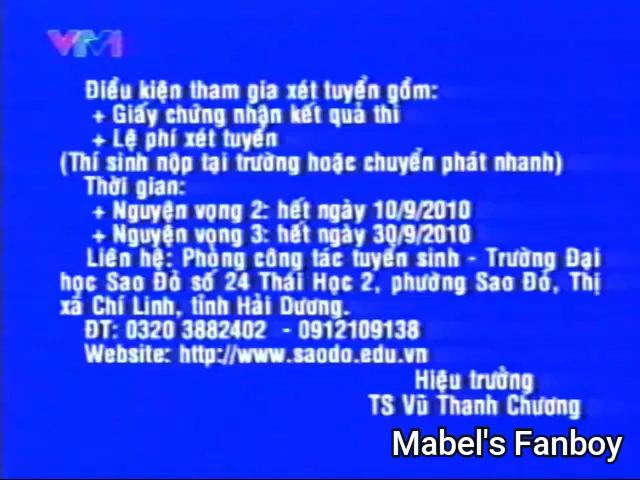 VTV1
Điều kiện tham gia xét tuyển gồm:
+ Giấy chứng nhận kết quả thi
+ Lệ phí xét tuyển
(Thí sinh nộp tại trường hoặc chuyển phát nhanh)
Thời gian:
+ Nguyện vọng 2: hết ngày 10/9/2010
+ Nguyện vọng 3: hết ngày 30/9/2010
Liên hệ: Phòng công tác tuyển sinh - Trường Đại
học Sao Đỏ số 24 Thái Học 2, phường Sao Đỏ, Thị
xã Chí Linh, tỉnh Hải Dương.
ĐT: 0320 3882402 - 0912109138
Website: http://www.saodo.edu.vn
Hiệu trưởng
TS Vũ Thanh Chương
Mabel's Fanboy